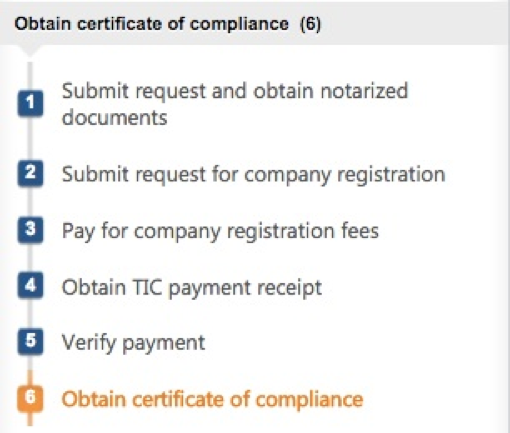 Obtain certificate of compliance (6)
1
Submit request and obtain notarized
documents
2
Submit request for company registration
3
Pay for company registration fees
4
Obtain TIC payment receipt
5
Verify payment
6
Obtain certificate of compliance